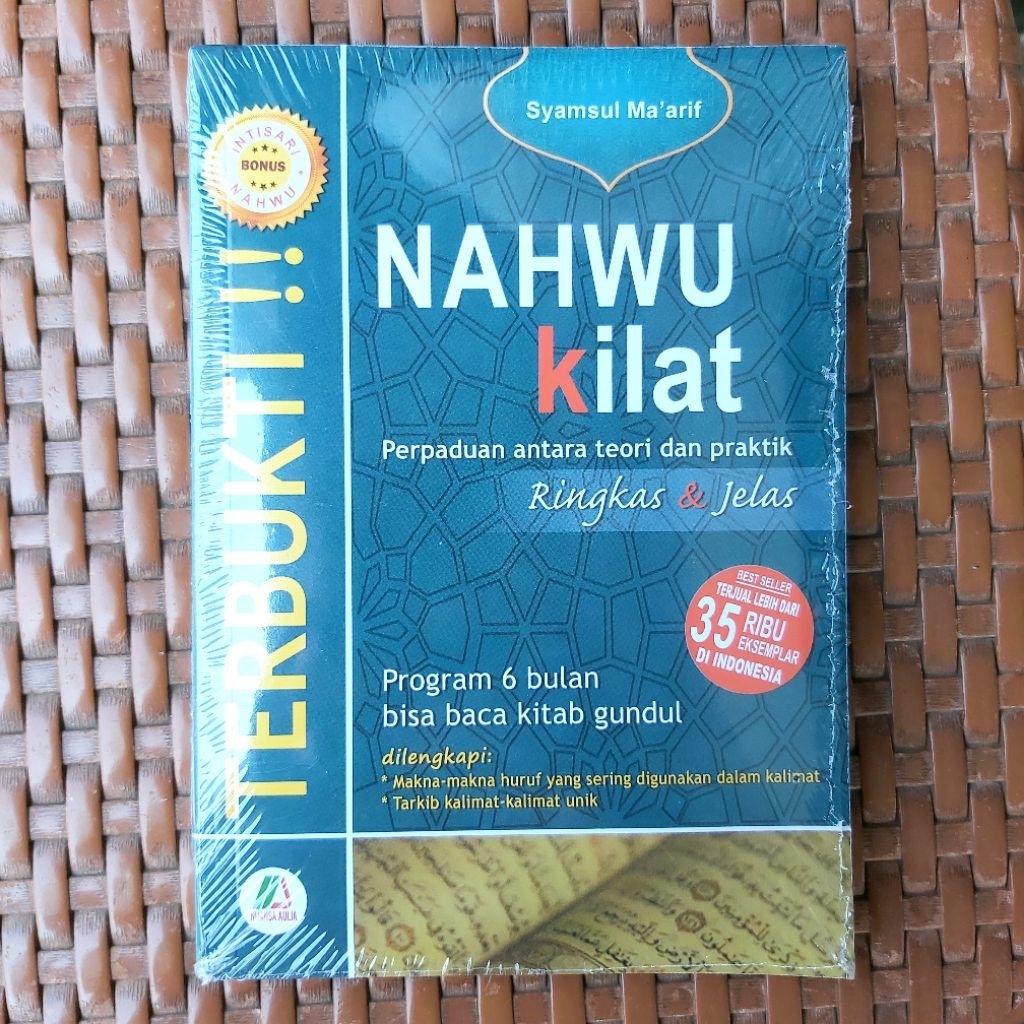 Syamsul Ma'arif
INTISARI
BONUS
NAHWU
TERBUKTI !!
NAHWU
kilat
Perpaduan antara teori dan praktik
Ringkas & Jelas
BEST SELLER
TERJUAL LEBIH DARI
35 RIBU
EKSEMPLAR
DI INDONESIA
Program 6 bulan
bisa baca kitab gundul
dilengkapi:
* Makna-makna huruf yang sering digunakan dalam kalimat
* Tarkib kalimat-kalimat unik